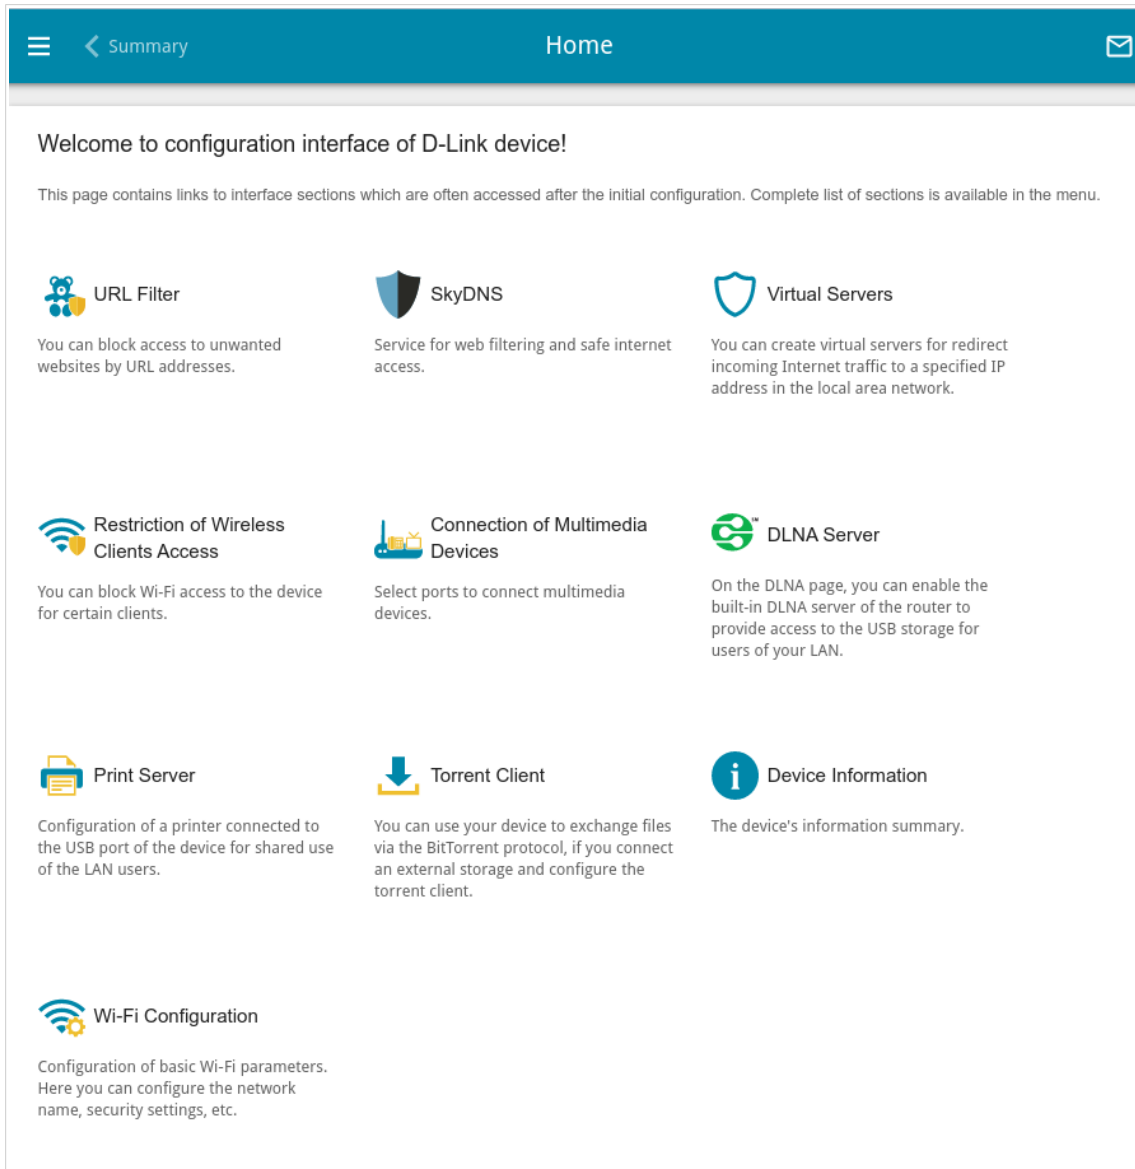 Summary
Home
Welcome to configuration interface of D-Link device!
This page contains links to interface sections which are often accessed after the initial configuration. Complete list of sections is available in the menu.
URL Filter
You can block access to unwanted
websites by URL addresses.
SkyDNS
Service for web filtering and safe internet
access.
Virtual Servers
You can create virtual servers for redirect
incoming Internet traffic to a specified IP
address in the local area network.
Restriction of Wireless
Clients Access
You can block Wi-Fi access to the device
for certain clients.
Connection of Multimedia
Devices
Select ports to connect multimedia
devices.
DLNA Server
On the DLNA page, you can enable the
built-in DLNA server of the router to
provide access to the USB storage for
users of your LAN.
Print Server
Configuration of a printer connected to
the USB port of the device for shared use
of the LAN users.
Torrent Client
You can use your device to exchange files
via the BitTorrent protocol, if you connect
an external storage and configure the
torrent client.
Device Information
The device's information summary.
Wi-Fi Configuration
Configuration of basic Wi-Fi parameters.
Here you can configure the network
name, security settings, etc.